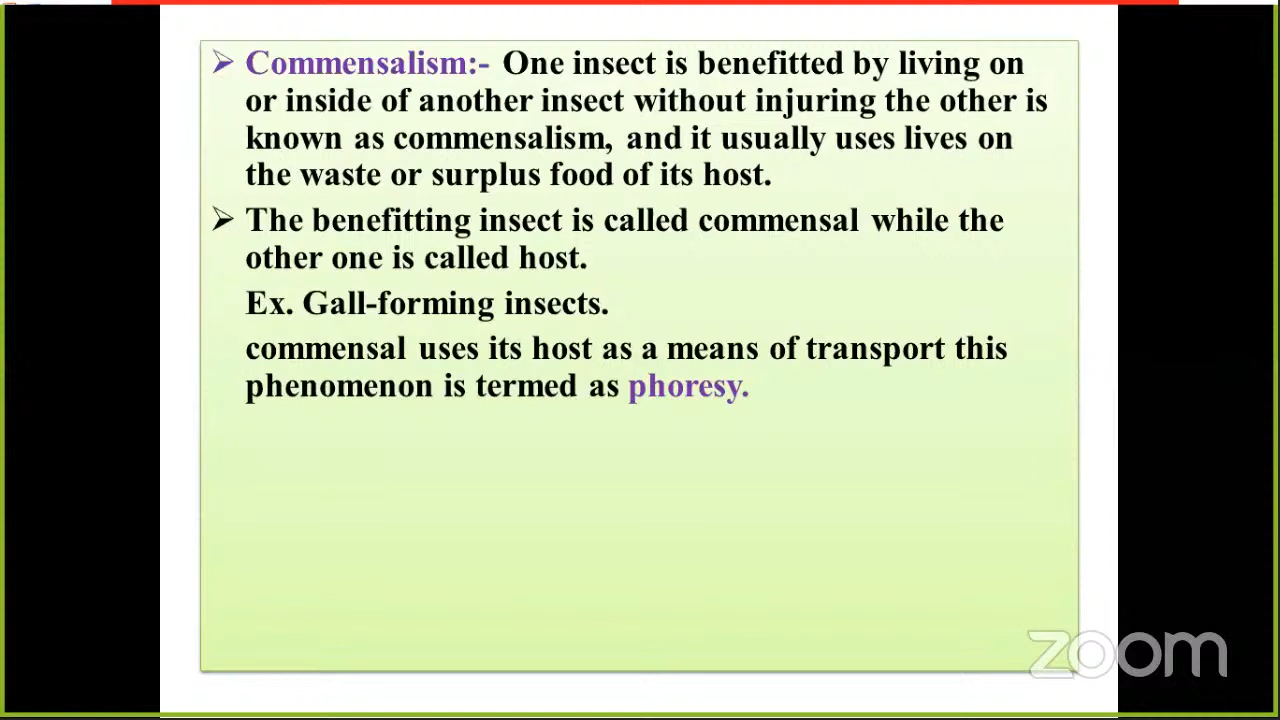 ➢ Commensalism:- One insect is benefitted by living on
or inside of another insect without injuring the other is
known as commensalism, and it usually uses lives on
the waste or surplus food of its host.
➢ The benefitting insect is called commensal while the
other one is called host.
Ex. Gall-forming insects.
commensal uses its host as a means of transport this
phenomenon is termed as phoresy.
zoom